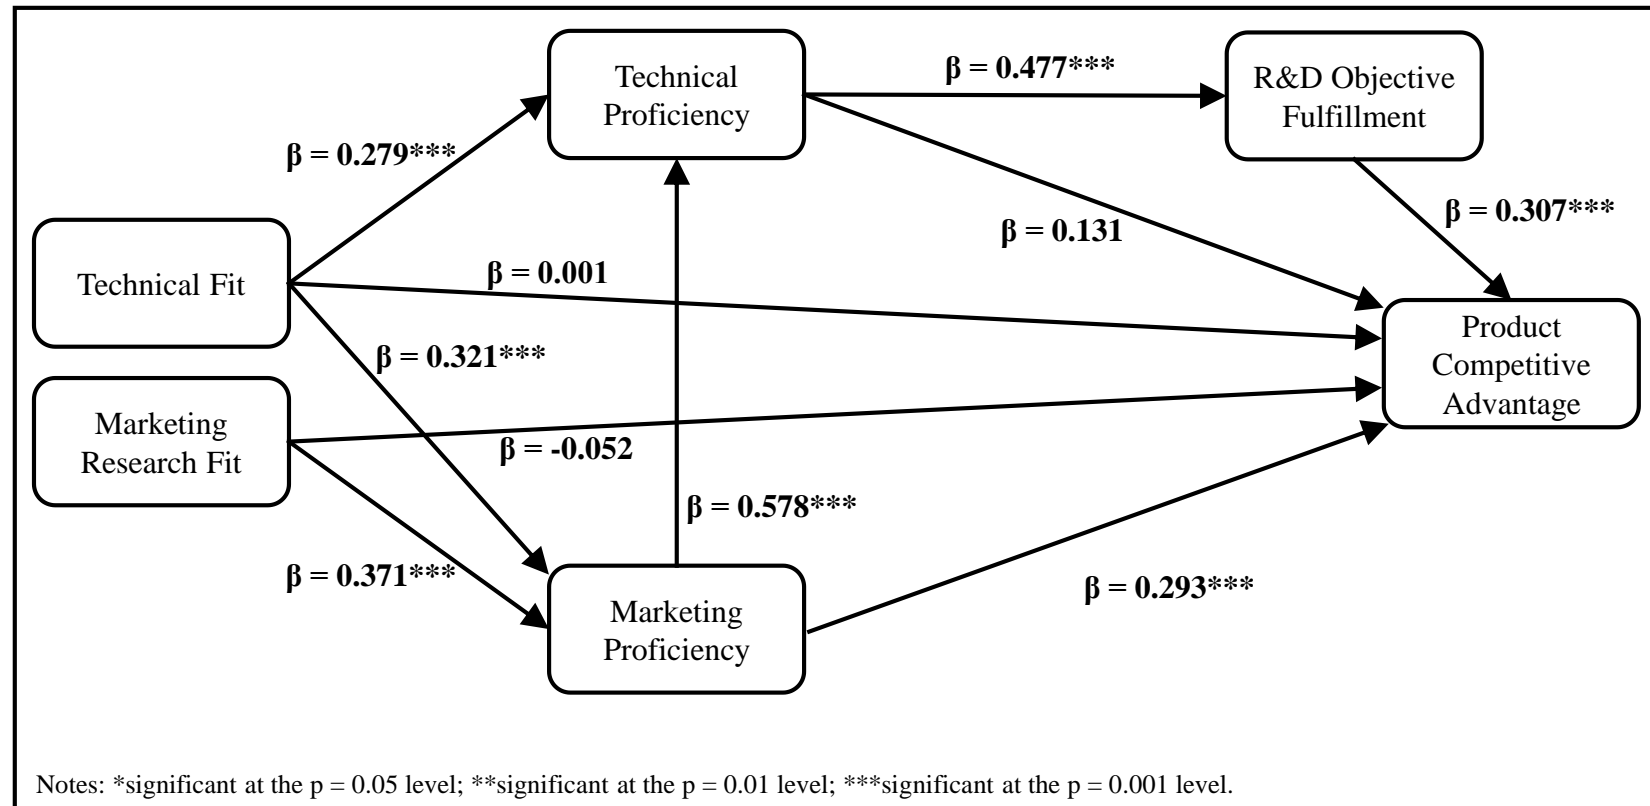 Technical
Proficiency
β = 0.477***
R&D Objective
Fulfillment
β = 0.279***
β = 0.307***
β = 0.131
Technical Fit
β = 0.001
β = 0.321***
Product
Competitive
Advantage
Marketing
Research Fit
β = -0.052
β = 0.578***
β = 0.371***
β = 0.293***
Marketing
Proficiency
Notes: *significant at the p = 0.05 level; **significant at the p = 0.01 level; ***significant at the p = 0.001 level.